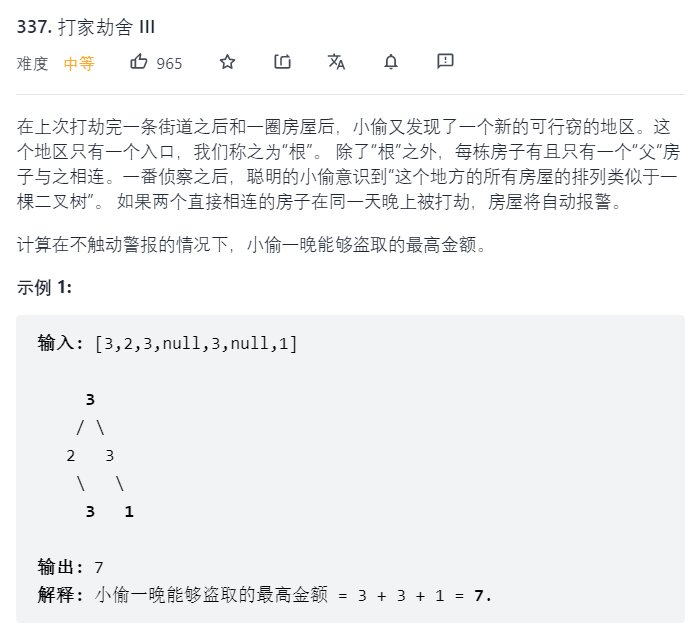 337. 打家劫舍 III
难度 中等 965
在上次打劫完一条街道之后和一圈房屋后，小偷又发现了一个新的可行窃的地区。这
个地区只有一个入口，我们称之为“根”。 除了“根”之外，每栋房子有且只有一个“父“房
子与之相连。一番侦察之后，聪明的小偷意识到“这个地方的所有房屋的排列类似于一
棵二叉树”。 如果两个直接相连的房子在同一天晚上被打劫，房屋将自动报警。
计算在不触动警报的情况下，小偷一晚能够盗取的最高金额。
示例 1:
输入: [3,2,3,null,3,null,1]
3
/ \
2 3
\ \
3 1
输出: 7
解释: 小偷一晚能够盗取的最高金额 = 3 + 3 + 1 = 7.